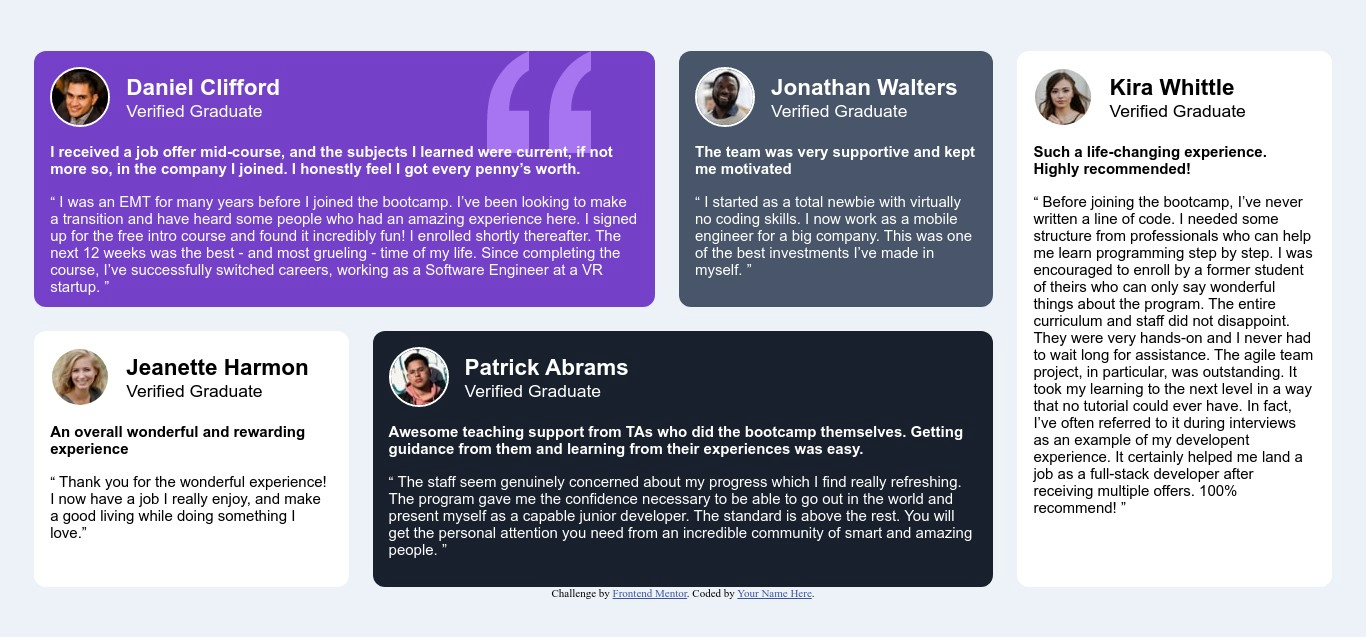 Daniel Clifford
Verified Graduate
I received a job offer mid-course, and the subjects I learned were current, if not
more so, in the company I joined. I honestly feel I got every penny’s worth.
“ I was an EMT for many years before I joined the bootcamp. I’ve been looking to make
a transition and have heard some people who had an amazing experience here. I signed
up for the free intro course and found it incredibly fun! I enrolled shortly thereafter. The
next 12 weeks was the best - and most grueling - time of my life. Since completing the
course, I’ve successfully switched careers, working as a Software Engineer at a VR
startup. ”
Jonathan Walters
Verified Graduate
The team was very supportive and kept
me motivated
“ I started as a total newbie with virtually
no coding skills. I now work as a mobile
engineer for a big company. This was one
of the best investments I’ve made in
myself. ”
Kira Whittle
Verified Graduate
Such a life-changing experience.
Highly recommended!
“ Before joining the bootcamp, I’ve never
written a line of code. I needed some
structure from professionals who can help
me learn programming step by step. I was
encouraged to enroll by a former student
of theirs who can only say wonderful
things about the program. The entire
curriculum and staff did not disappoint.
They were very hands-on and I never had
to wait long for assistance. The agile team
project, in particular, was outstanding. It
took my learning to the next level in a way
that no tutorial could ever have. In fact,
I’ve often referred to it during interviews
as an example of my developent
experience. It certainly helped me land a
job as a full-stack developer after
receiving multiple offers. 100%
recommend! ”
Jeanette Harmon
Verified Graduate
An overall wonderful and rewarding
experience
“ Thank you for the wonderful experience!
I now have a job I really enjoy, and make
a good living while doing something I
love.”
Patrick Abrams
Verified Graduate
Awesome teaching support from TAs who did the bootcamp themselves. Getting
guidance from them and learning from their experiences was easy.
“ The staff seem genuinely concerned about my progress which I find really refreshing.
The program gave me the confidence necessary to be able to go out in the world and
present myself as a capable junior developer. The standard is above the rest. You will
get the personal attention you need from an incredible community of smart and amazing
people. ”
Challenge by Frontend Mentor. Coded by Your Name Here.